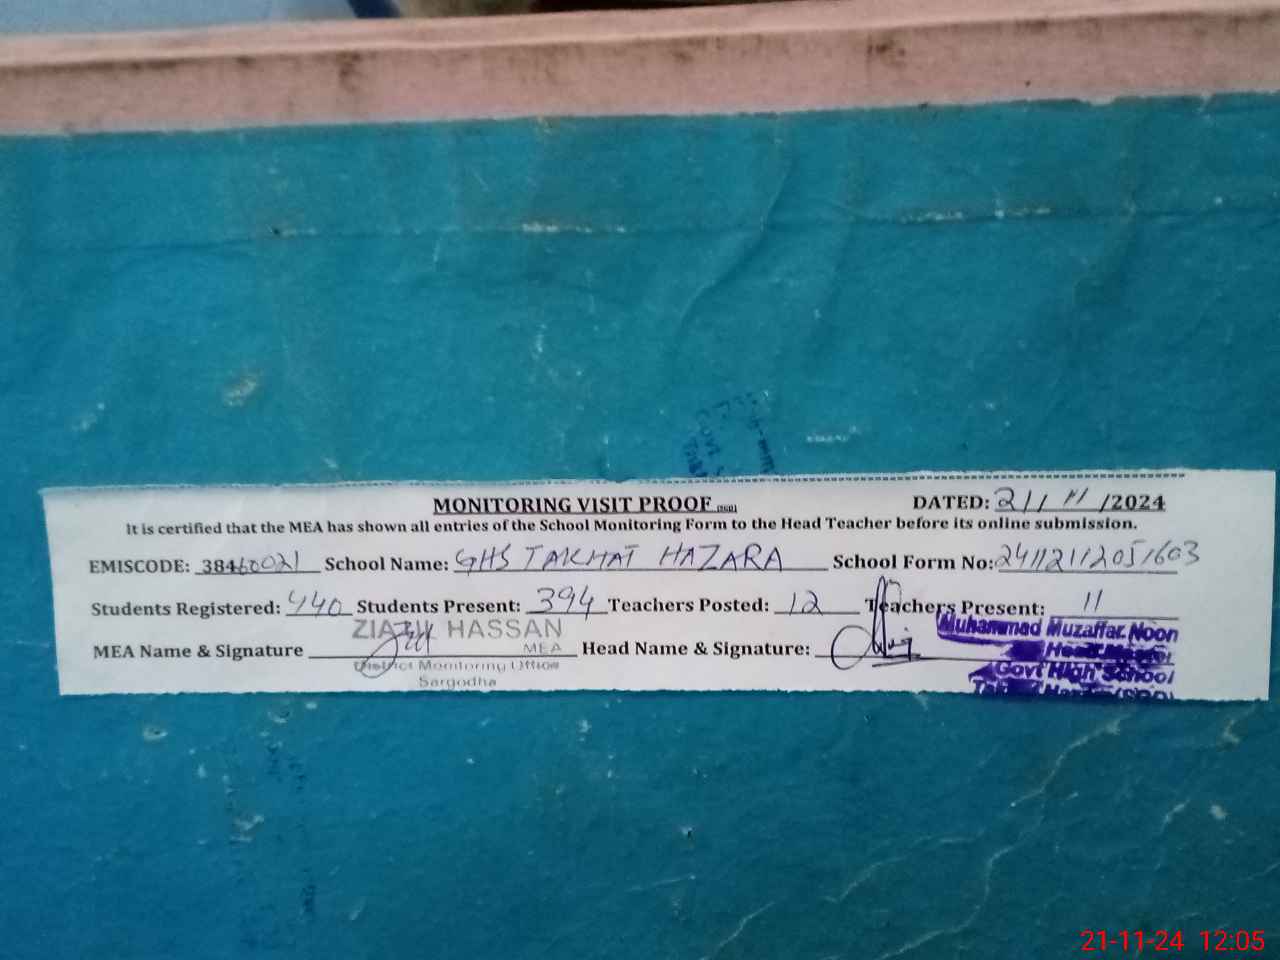 MONITORING VISIT PROOF DATED: 21/11/2024
It is certified that the MEA has shown all entries of the School Monitoring Form to the Head Teacher before its online submission.
EMISCODE: 38460021 School Name: GHS TAKHAT HAZARA School Form No: 24112112051603
Students Registered: 440 Students Present: 394 Teachers Posted: 12 Teachers Present: 11
HASSAN
MEA Name & Signature MEA Head Name & Signature:
District Monitoring Office
Sargodha
Muhammad Muzaffar Noon
Govt High School
21-11-24 12:05